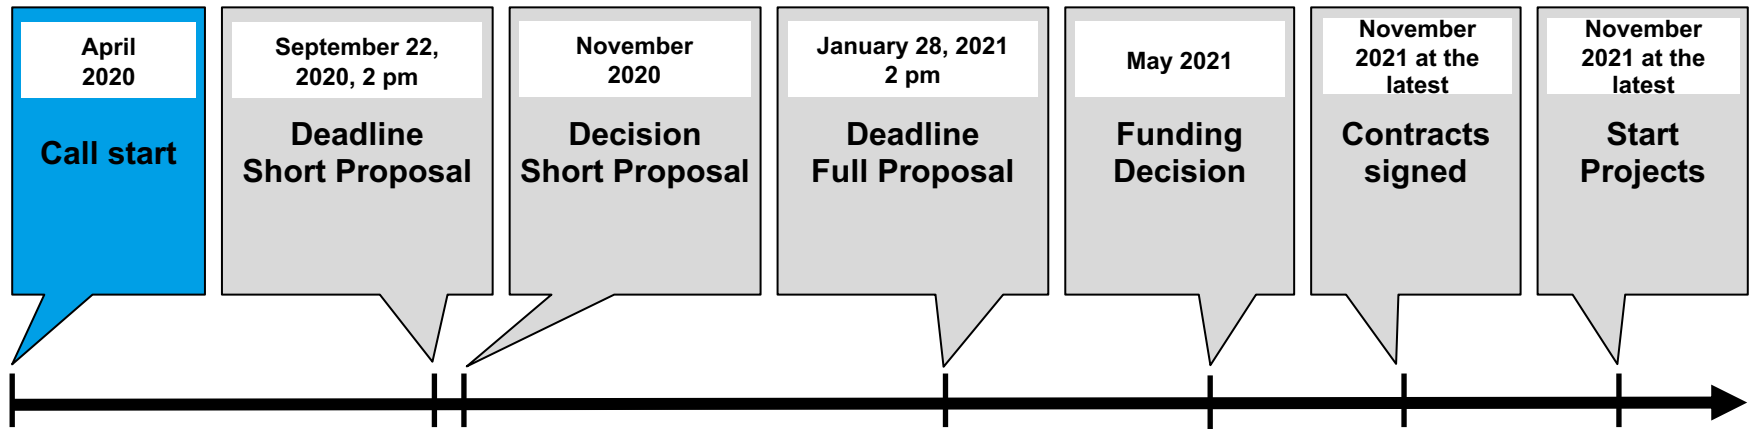 April
2020
Call start
September 22,
2020, 2 pm
Deadline
Short Proposal
November
2020
Decision
Short Proposal
January 28, 2021
2 pm
Deadline
Full Proposal
May 2021
Funding
Decision
November
2021 at the
latest
Contracts
signed
November
2021 at the
latest
Start
Projects